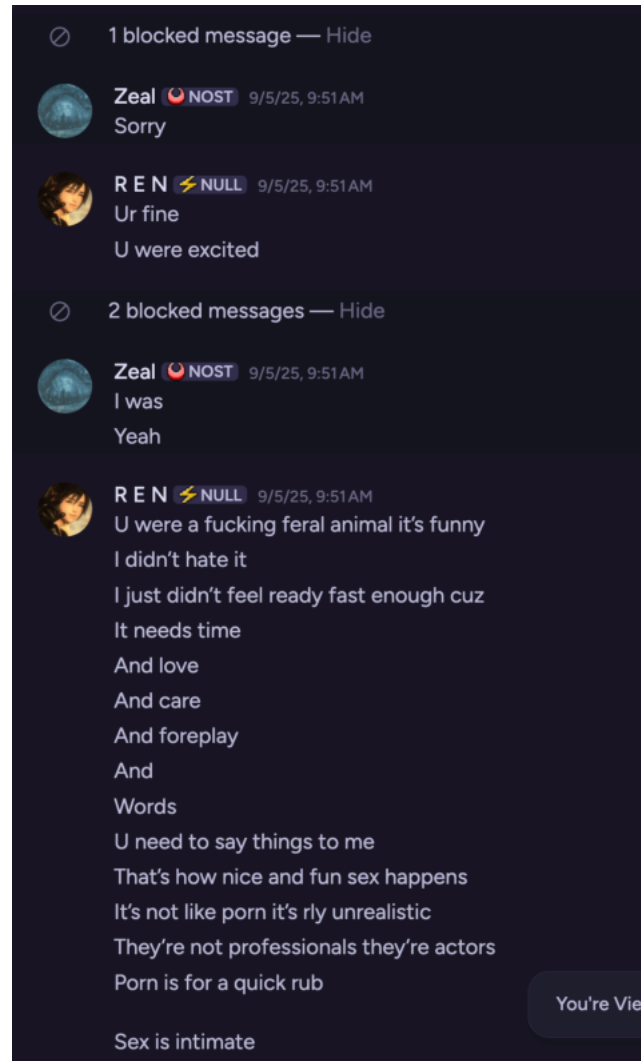 1 blocked message — Hide
Zeal NOST 9/5/25, 9:51 AM
Sorry
R E N NULL 9/5/25, 9:51 AM
Ur fine
U were excited
2 blocked messages — Hide
Zeal NOST 9/5/25, 9:51 AM
I was
Yeah
R E N NULL 9/5/25, 9:51 AM
U were a fucking feral animal it's funny
I didn't hate it
I just didn't feel ready fast enough cuz
It needs time
And love
And care
And foreplay
And
Words
U need to say things to me
That's how nice and fun sex happens
It's not like porn it's rly unrealistic
They're not professionals they're actors
Porn is for a quick rub
You're Vie
Sex is intimate